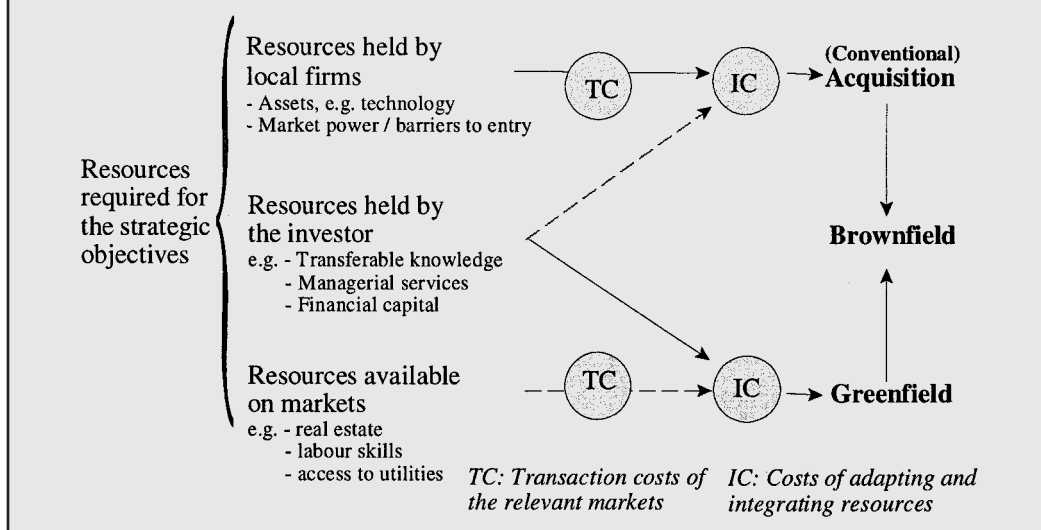 Resources
required for
the strategic
objectives
Resources held by
local firms
- Assets, e.g. technology
- Market power / barriers to entry
Resources held by
the investor
e.g. - Transferable knowledge
- Managerial services
- Financial capital
Resources available
on markets
e.g. - real estate
- labour skills
- access to utilities
TC
IC
(Conventional)
Acquisition
Brownfield
TC
IC
Greenfield
TC: Transaction costs of
the relevant markets
IC: Costs of adapting and
integrating resources